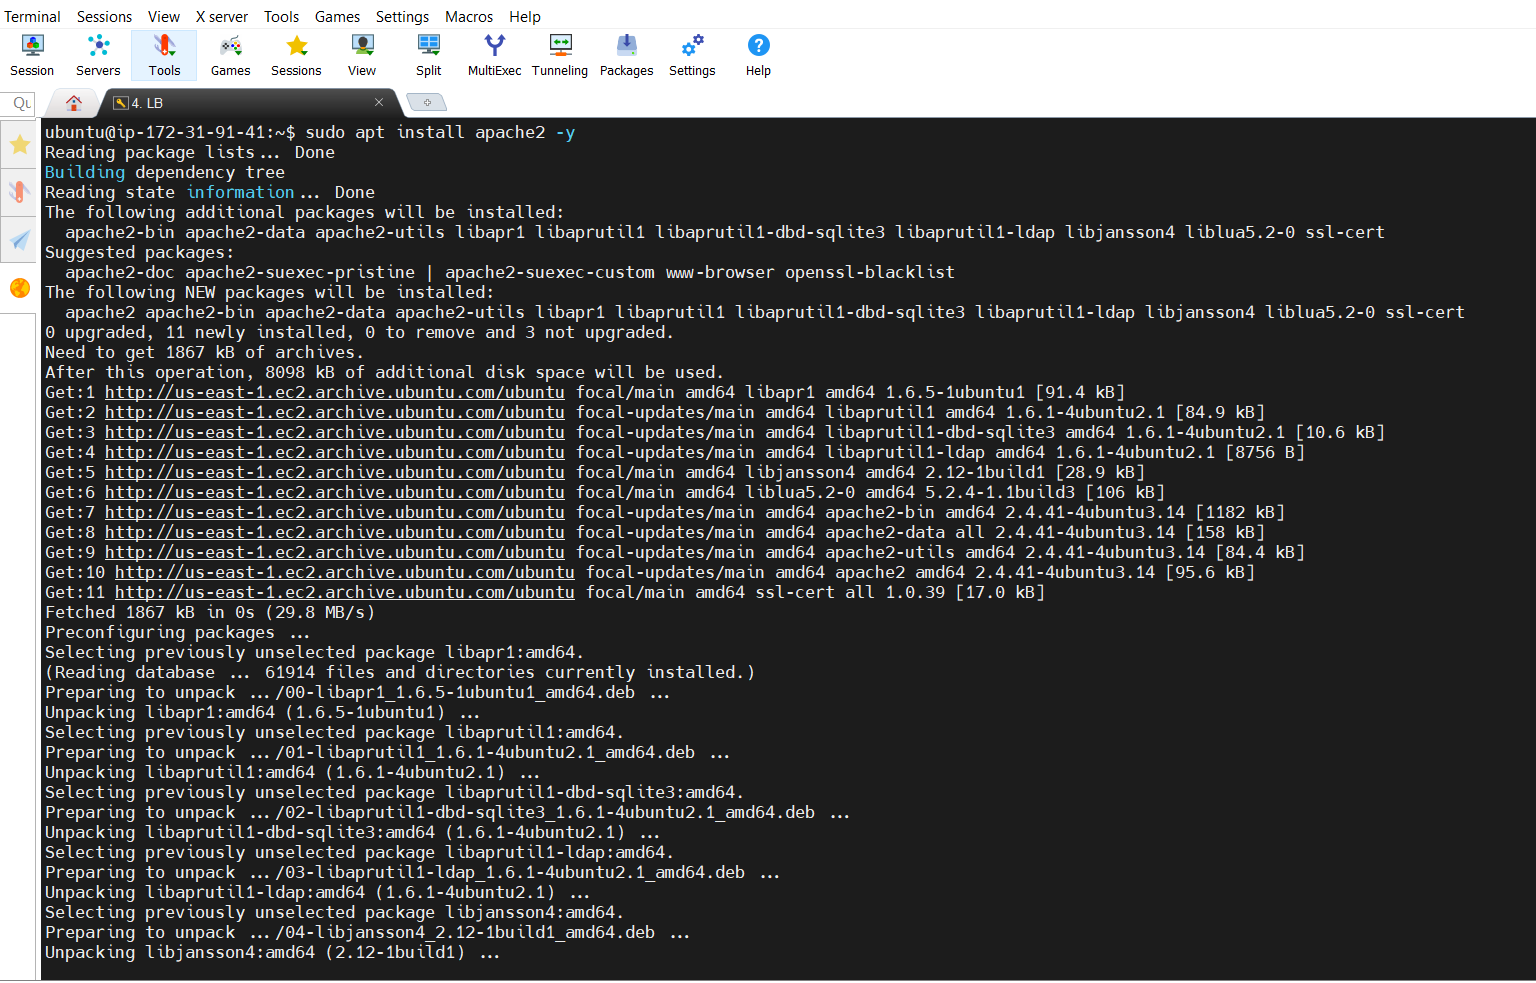 Terminal Sessions View X server Tools Games Settings Macros Help
Session Servers Tools Games Sessions View Split MultiExec Tunneling Packages Settings Help
4. LB
ubuntu@ip-172-31-91-41:~$ sudo apt install apache2 -y
Reading package lists... Done
Building dependency tree
Reading state information... Done
The following additional packages will be installed:
  apache2-bin apache2-data apache2-utils libapr1 libaprutil1 libaprutil1-dbd-sqlite3 libaprutil1-ldap libjansson4 liblua5.2-0 ssl-cert
Suggested packages:
  apache2-doc apache2-suexec-pristine | apache2-suexec-custom www-browser openssl-blacklist
The following NEW packages will be installed:
  apache2 apache2-bin apache2-data apache2-utils libapr1 libaprutil1 libaprutil1-dbd-sqlite3 libaprutil1-ldap libjansson4 liblua5.2-0 ssl-cert
0 upgraded, 11 newly installed, 0 to remove and 3 not upgraded.
Need to get 1867 kB of archives.
After this operation, 8098 kB of additional disk space will be used.
Get:1 http://us-east-1.ec2.archive.ubuntu.com/ubuntu focal/main amd64 libapr1 amd64 1.6.5-1ubuntu1 [91.4 kB]
Get:2 http://us-east-1.ec2.archive.ubuntu.com/ubuntu focal-updates/main amd64 libaprutil1 amd64 1.6.1-4ubuntu2.1 [84.9 kB]
Get:3 http://us-east-1.ec2.archive.ubuntu.com/ubuntu focal-updates/main amd64 libaprutil1-dbd-sqlite3 amd64 1.6.1-4ubuntu2.1 [10.6 kB]
Get:4 http://us-east-1.ec2.archive.ubuntu.com/ubuntu focal-updates/main amd64 libaprutil1-ldap amd64 1.6.1-4ubuntu2.1 [8756 B]
Get:5 http://us-east-1.ec2.archive.ubuntu.com/ubuntu focal/main amd64 libjansson4 amd64 2.12-1build1 [28.9 kB]
Get:6 http://us-east-1.ec2.archive.ubuntu.com/ubuntu focal/main amd64 liblua5.2-0 amd64 5.2.4-1.1build3 [106 kB]
Get:7 http://us-east-1.ec2.archive.ubuntu.com/ubuntu focal-updates/main amd64 apache2-bin amd64 2.4.41-4ubuntu3.14 [1182 kB]
Get:8 http://us-east-1.ec2.archive.ubuntu.com/ubuntu focal-updates/main amd64 apache2-data all 2.4.41-4ubuntu3.14 [158 kB]
Get:9 http://us-east-1.ec2.archive.ubuntu.com/ubuntu focal-updates/main amd64 apache2-utils amd64 2.4.41-4ubuntu3.14 [84.4 kB]
Get:10 http://us-east-1.ec2.archive.ubuntu.com/ubuntu focal-updates/main amd64 apache2 amd64 2.4.41-4ubuntu3.14 [95.6 kB]
Get:11 http://us-east-1.ec2.archive.ubuntu.com/ubuntu focal/main amd64 ssl-cert all 1.0.39 [17.0 kB]
Fetched 1867 kB in 0s (29.8 MB/s)
Preconfiguring packages ...
Selecting previously unselected package libapr1:amd64.
(Reading database ... 61914 files and directories currently installed.)
Preparing to unpack .../00-libapr1_1.6.5-1ubuntu1_amd64.deb ...
Unpacking libapr1:amd64 (1.6.5-1ubuntu1) ...
Selecting previously unselected package libaprutil1:amd64.
Preparing to unpack .../01-libaprutil1_1.6.1-4ubuntu2.1_amd64.deb ...
Unpacking libaprutil1:amd64 (1.6.1-4ubuntu2.1) ...
Selecting previously unselected package libaprutil1-dbd-sqlite3:amd64.
Preparing to unpack .../02-libaprutil1-dbd-sqlite3_1.6.1-4ubuntu2.1_amd64.deb ...
Unpacking libaprutil1-dbd-sqlite3:amd64 (1.6.1-4ubuntu2.1) ...
Selecting previously unselected package libaprutil1-ldap:amd64.
Preparing to unpack .../03-libaprutil1-ldap_1.6.1-4ubuntu2.1_amd64.deb ...
Unpacking libaprutil1-ldap:amd64 (1.6.1-4ubuntu2.1) ...
Selecting previously unselected package libjansson4:amd64.
Preparing to unpack .../04-libjansson4_2.12-1build1_amd64.deb ...
Unpacking libjansson4:amd64 (2.12-1build1) ...